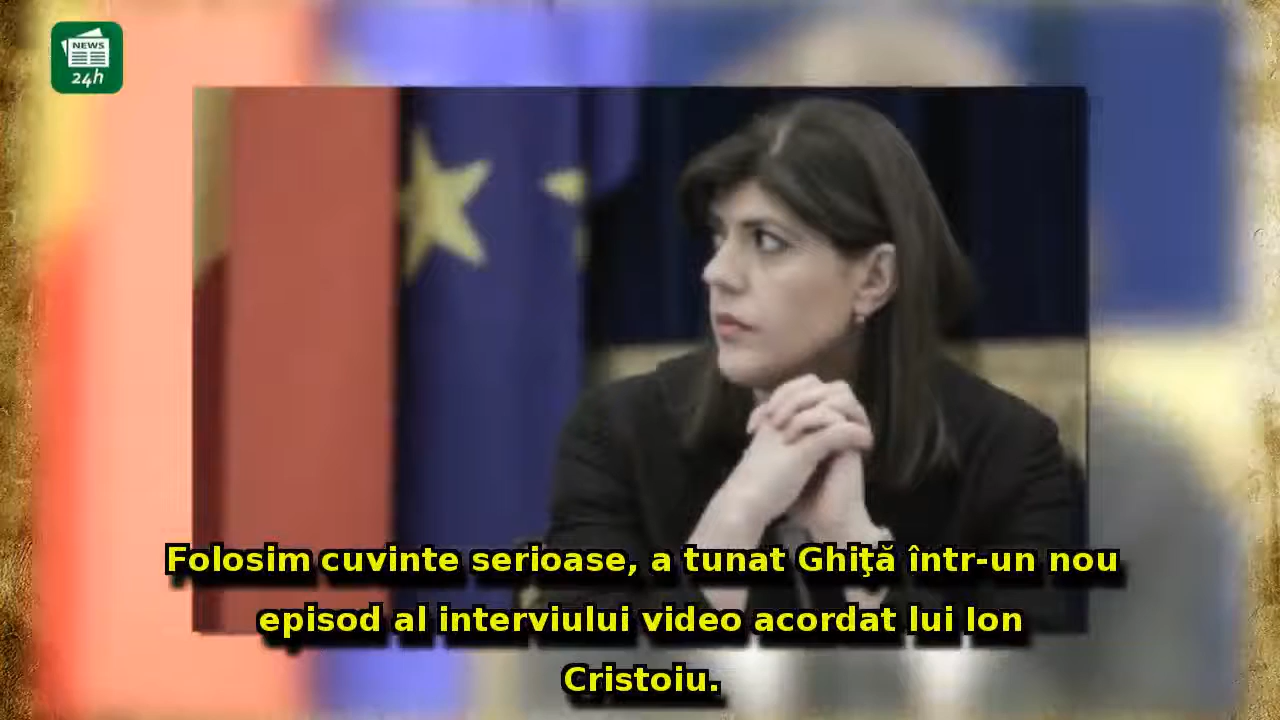 NEWS
24h
Folosim cuvinte serioase, a tunat Ghiţă într-un nou
episod al interviului video acordat lui Ion
Cristoiu.